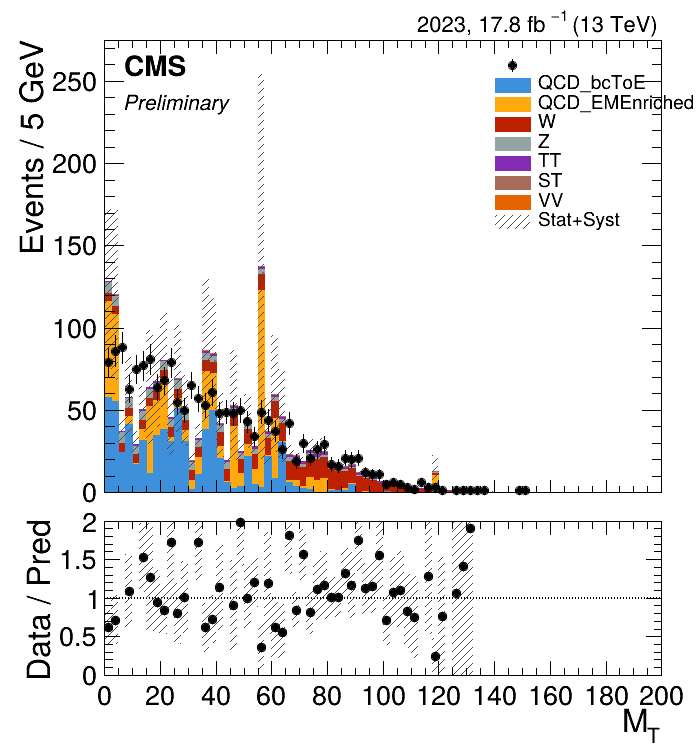 2023, 17.8 fb⁻¹ (13 TeV)
CMS
Preliminary
Events / 5 GeV
250
200
150
100
50
0
QCD_bcToE
QCD_EMEnriched
W
Z
TT
ST
VV
Stat+Syst
Data / Pred
2
1.5
1
0.5
0
0 20 40 60 80 100 120 140 160 180 200
M_T